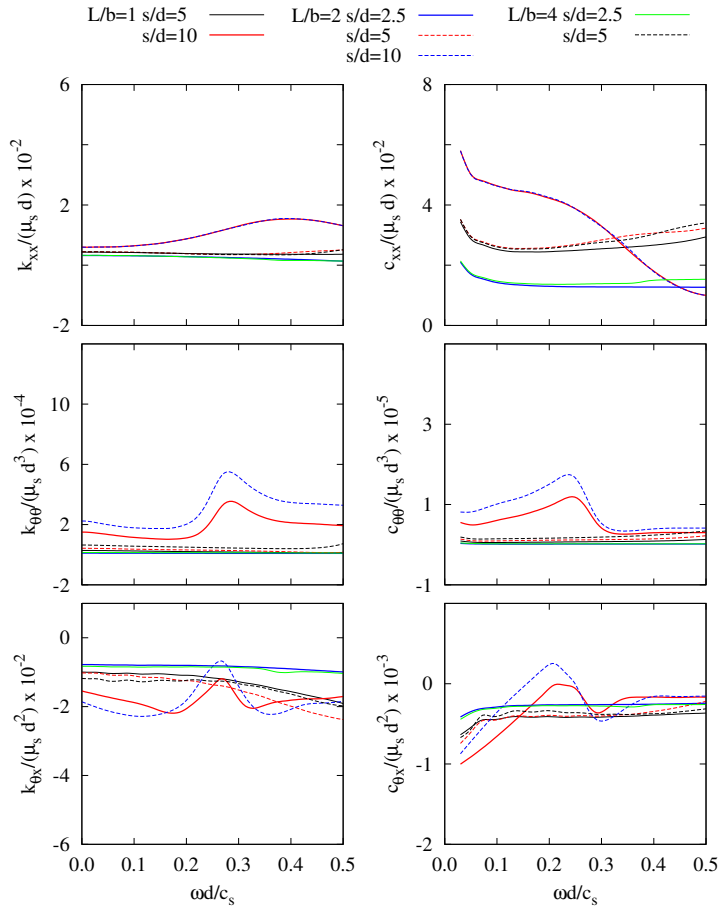 L/b=1 s/d=5 L/b=2 s/d=2.5 L/b=4 s/d=2.5
s/d=10 s/d=5 s/d=5
s/d=10
6
2
-2
k_xx/(μ_s d) x 10^-2
8
4
0
c_xx/(μ_s d) x 10^-2
10
6
2
-2
k_θθ/(μ_s d^3) x 10^-4
5
3
1
-1
c_θθ/(μ_s d^3) x 10^-5
0
-2
-4
-6
k_θx/(μ_s d^2) x 10^-2
0.0 0.1 0.2 0.3 0.4 0.5
ωd/c_s
0
-1
-2
c_θx/(μ_s d^2) x 10^-3
0.0 0.1 0.2 0.3 0.4 0.5
ωd/c_s